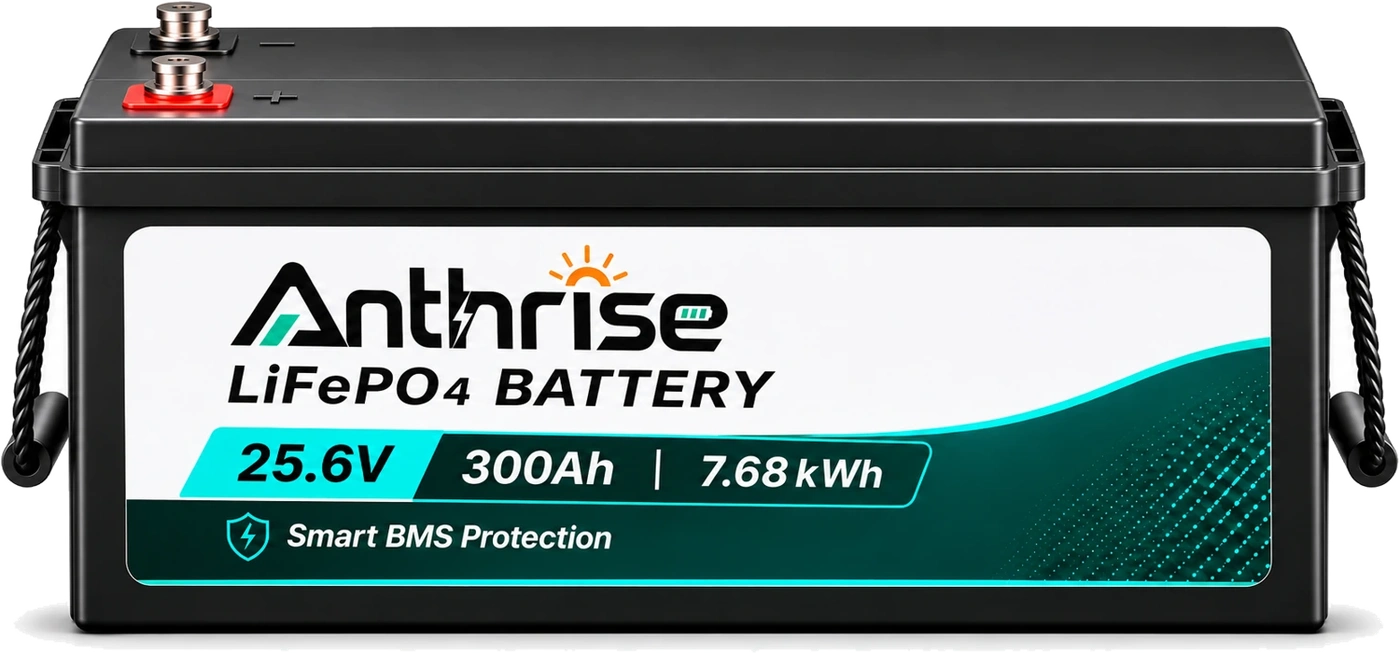 −
+
Anthrise
LiFePO4 BATTERY
25.6V 300Ah | 7.68 kWh
Smart BMS Protection